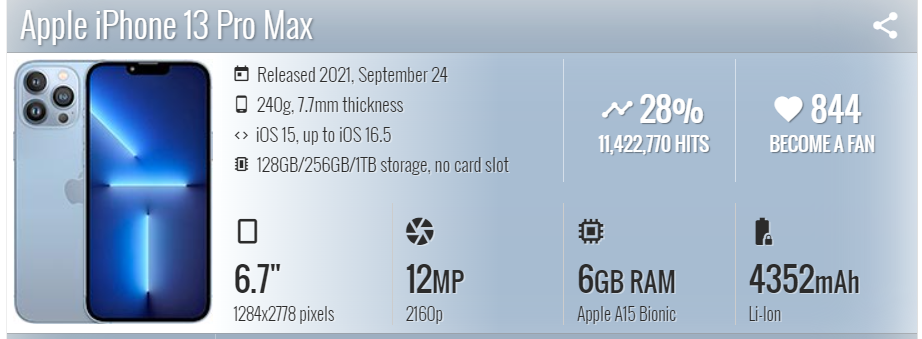 Apple iPhone 13 Pro Max
Released 2021, September 24
240g, 7.7mm thickness
iOS 15, up to iOS 16.5
128GB/256GB/1TB storage, no card slot
28%
11,422,770 HITS
844
BECOME A FAN
6.7"
1284x2778 pixels
12MP
2160p
6GB RAM
Apple A15 Bionic
4352mAh
Li-Ion